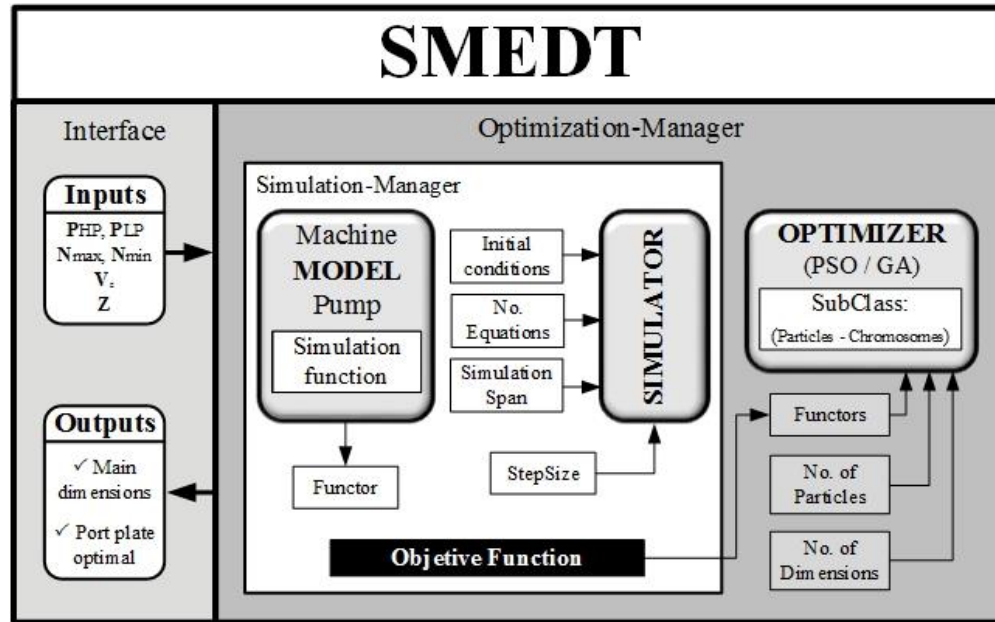 SMEDT
Interface
Inputs
PHP, PLP
Nmax, Nmin
Z
Outputs
✓ Main
dimensions
✓ Port plate
optimal
Optimization-Manager
Simulation-Manager
Machine
MODEL
Pump
Simulation
function
Functor
Initial
conditions
No.
Equations
Simulation
Span
StepSize
SIMULATOR
Objetive Function
OPTIMIZER
(PSO / GA)
SubClass:
(Particles - Chromosomes)
Functors
No. of
Particles
No. of
Dimensions